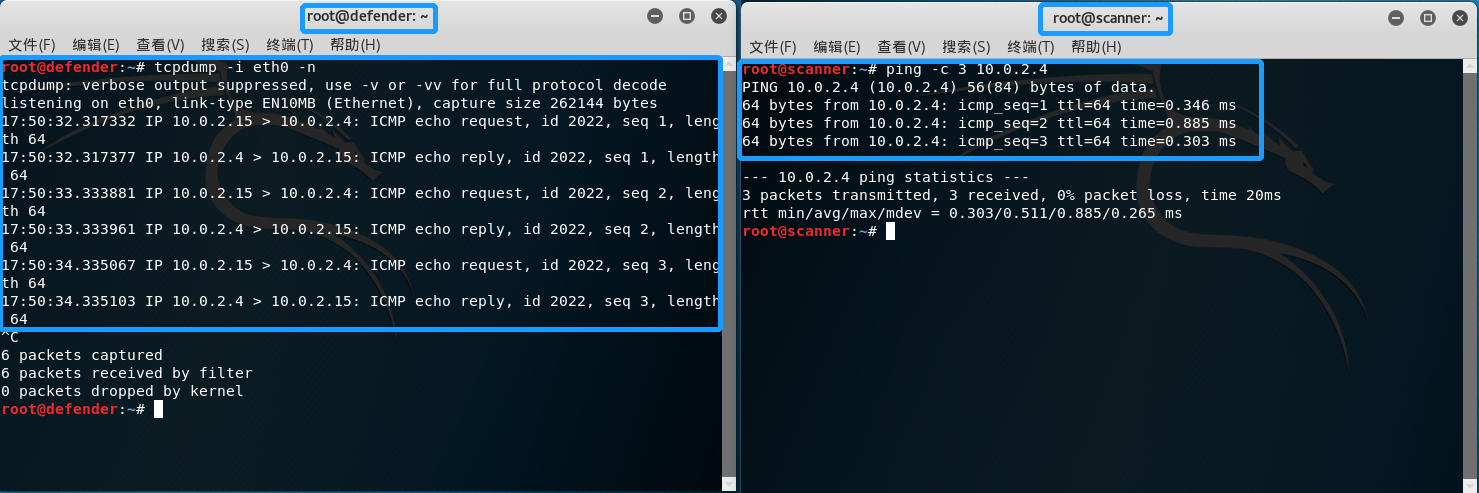 root@defender: ~
文件(F) 编辑(E) 查看(V) 搜索(S) 终端(T) 帮助(H)
root@defender:~# tcpdump -i eth0 -n
tcpdump: verbose output suppressed, use -v or -vv for full protocol decode
listening on eth0, link-type EN10MB (Ethernet), capture size 262144 bytes
17:50:32.317332 IP 10.0.2.15 > 10.0.2.4: ICMP echo request, id 2022, seq 1, leng
th 64
17:50:32.317377 IP 10.0.2.4 > 10.0.2.15: ICMP echo reply, id 2022, seq 1, length
 64
17:50:33.333881 IP 10.0.2.15 > 10.0.2.4: ICMP echo request, id 2022, seq 2, leng
th 64
17:50:33.333961 IP 10.0.2.4 > 10.0.2.15: ICMP echo reply, id 2022, seq 2, length
 64
17:50:34.335067 IP 10.0.2.15 > 10.0.2.4: ICMP echo request, id 2022, seq 3, leng
th 64
17:50:34.335103 IP 10.0.2.4 > 10.0.2.15: ICMP echo reply, id 2022, seq 3, length
 64
^C
6 packets captured
6 packets received by filter
0 packets dropped by kernel
root@defender:~#
root@scanner: ~
文件(F) 编辑(E) 查看(V) 搜索(S) 终端(T) 帮助(H)
root@scanner:~# ping -c 3 10.0.2.4
PING 10.0.2.4 (10.0.2.4) 56(84) bytes of data.
64 bytes from 10.0.2.4: icmp_seq=1 ttl=64 time=0.346 ms
64 bytes from 10.0.2.4: icmp_seq=2 ttl=64 time=0.885 ms
64 bytes from 10.0.2.4: icmp_seq=3 ttl=64 time=0.303 ms
--- 10.0.2.4 ping statistics ---
3 packets transmitted, 3 received, 0% packet loss, time 20ms
rtt min/avg/max/mdev = 0.303/0.511/0.885/0.265 ms
root@scanner:~#